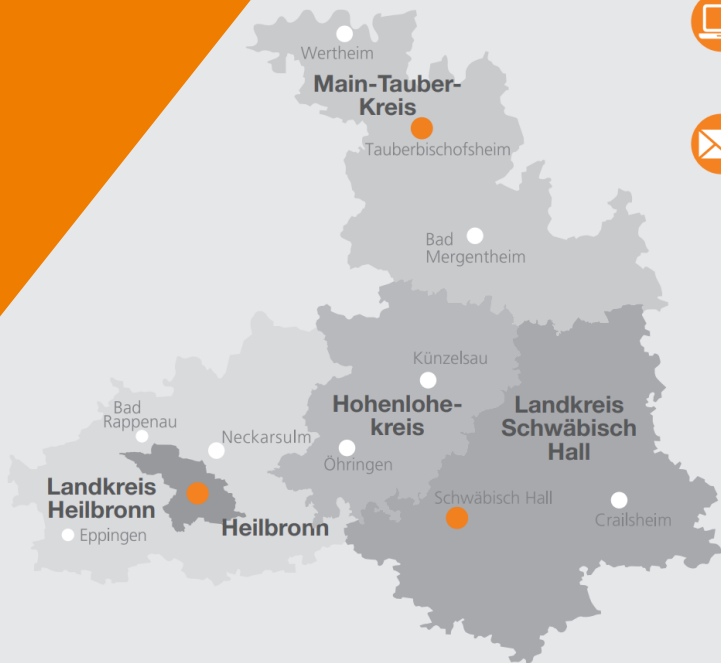 Wertheim
Main-Tauber-
Kreis
Tauberbischofsheim
Bad
Mergentheim
Künzelsau
Hohenlohe-
kreis
Landkreis
Schwäbisch
Hall
Bad
Rappenau
Neckarsulm
Öhringen
Landkreis
Heilbronn
Schwäbisch Hall
Heilbronn
Crailsheim
Eppingen